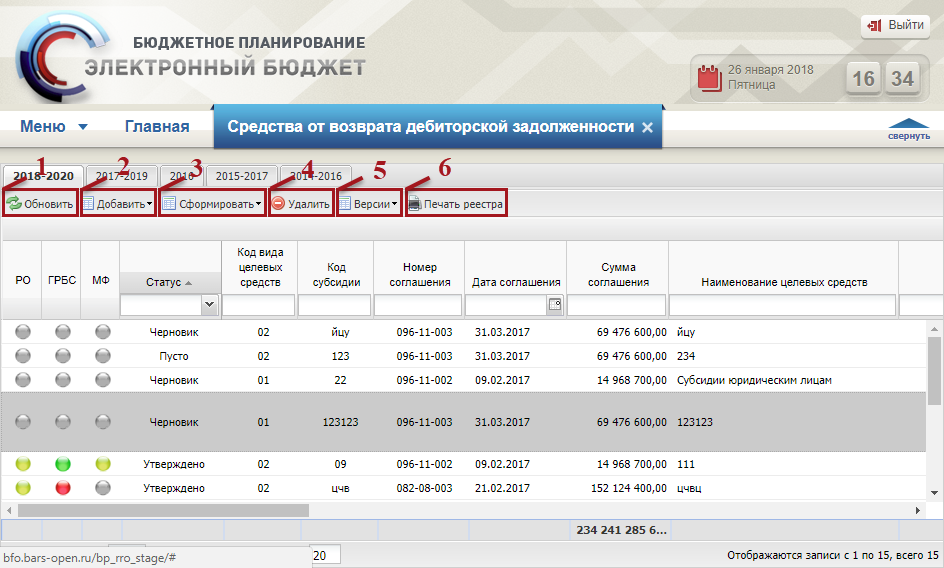 БЮДЖЕТНОЕ ПЛАНИРОВАНИЕ
ЭЛЕКТРОННЫЙ БЮДЖЕТ
Выйти
26 января 2018
Пятница
16 34
Меню Главная Средства от возврата дебиторской задолженности ×
свернуть
1 2 3 4 5 6
2018-2020 2017-2019 2016 2015-2017 2014-2016
Обновить Добавить Сформировать Удалить Версии Печать реестра
РО ГРБС МФ Статус Код вида целевых средств Код субсидии Номер соглашения Дата соглашения Сумма соглашения Наименование целевых средств
Черновик 02 йцу 096-11-003 31.03.2017 69 476 600,00 йцу
Пусто 02 123 096-11-003 31.03.2017 69 476 600,00 234
Черновик 01 22 096-11-002 09.02.2017 14 968 700,00 Субсидии юридическим лицам
Черновик 01 123123 096-11-003 31.03.2017 69 476 600,00 123123
Утверждено 02 09 096-11-002 09.02.2017 14 968 700,00 111
Утверждено 02 цчв 082-08-003 21.02.2017 152 124 400,00 цчвц
234 241 285 6...
bfo.bars-open.ru/bp_rro_stage/# 20 Отображаются записи с 1 по 15, всего 15